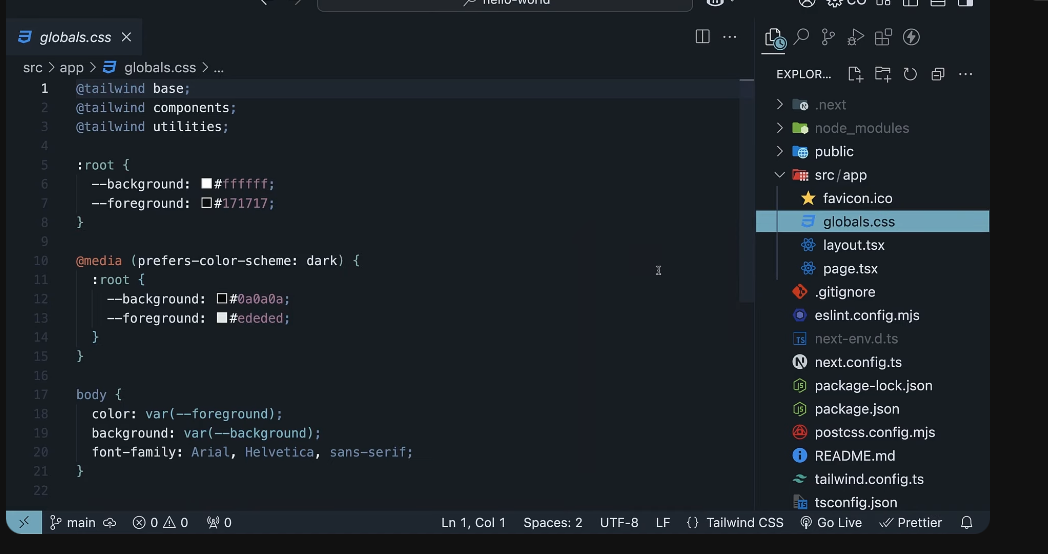 hello-world
globals.css
src > app > globals.css > ...
1 @tailwind base;
2 @tailwind components;
3 @tailwind utilities;
4
5 :root {
6 --background: #ffffff;
7 --foreground: #171717;
8 }
9
10 @media (prefers-color-scheme: dark) {
11 :root {
12 --background: #0a0a0a;
13 --foreground: #ededed;
14 }
15 }
16
17 body {
18 color: var(--foreground);
19 background: var(--background);
20 font-family: Arial, Helvetica, sans-serif;
21 }
22
EXPLOR...
.next
node_modules
public
src/app
favicon.ico
globals.css
layout.tsx
page.tsx
.gitignore
eslint.config.mjs
TS next-env.d.ts
N next.config.ts
JS package-lock.json
JS package.json
postcss.config.mjs
README.md
tailwind.config.ts
TS tsconfig.json
main 0 0 0 Ln 1, Col 1 Spaces: 2 UTF-8 LF {} Tailwind CSS Go Live Prettier